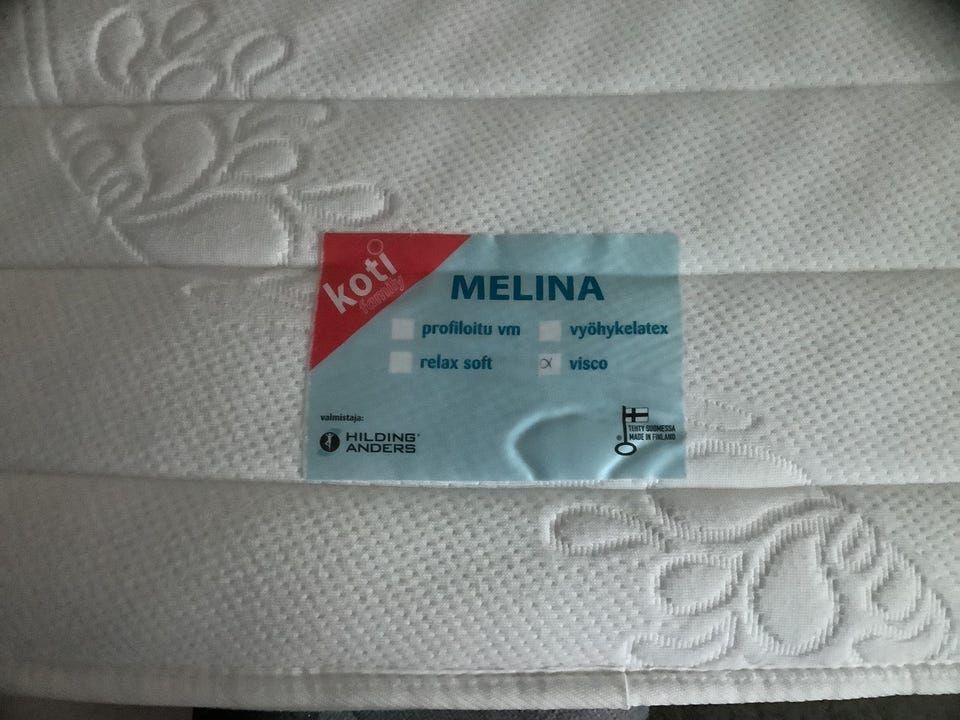 koti
family
MELINA
profiloitu vm
vyöhykelatex
relax soft
visco
valmistaja:
HILDING
ANDERS
TEHTY SUOMESSA
MADE IN FINLAND